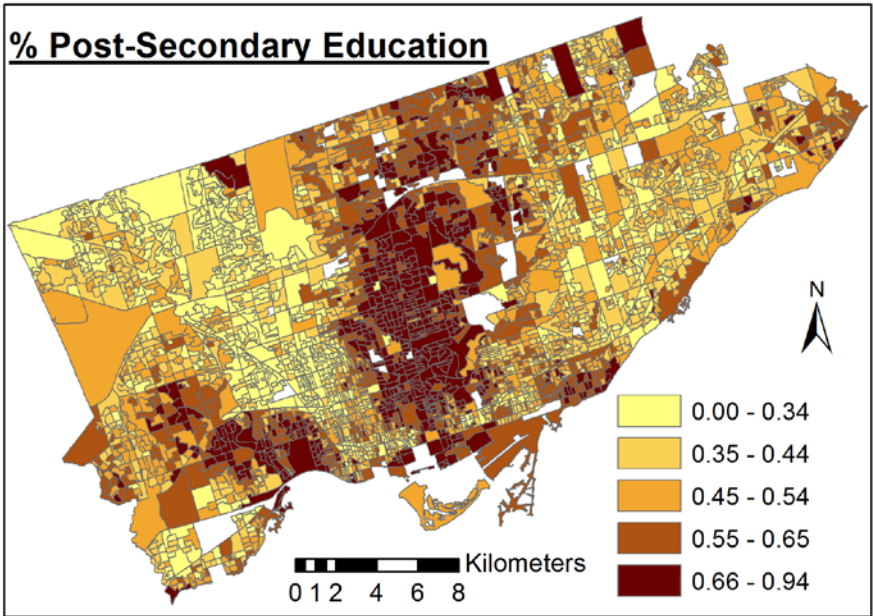 % Post-Secondary Education
N
0.00 - 0.34
0.35 - 0.44
0.45 - 0.54
0.55 - 0.65
0.66 - 0.94
Kilometers
0 1 2 4 6 8